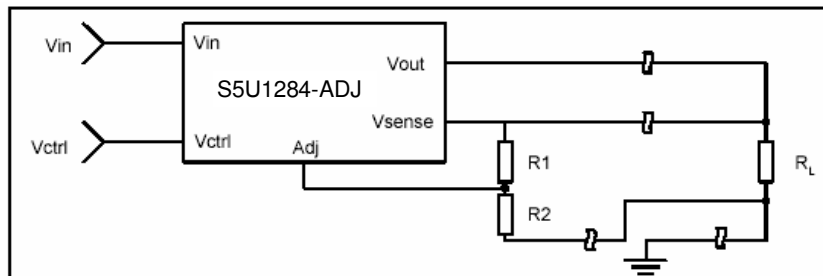 Vin
Vin
Vout
S5U1284-ADJ
Vsense
Vctrl
Vctrl
Adj
R1
RL
R2